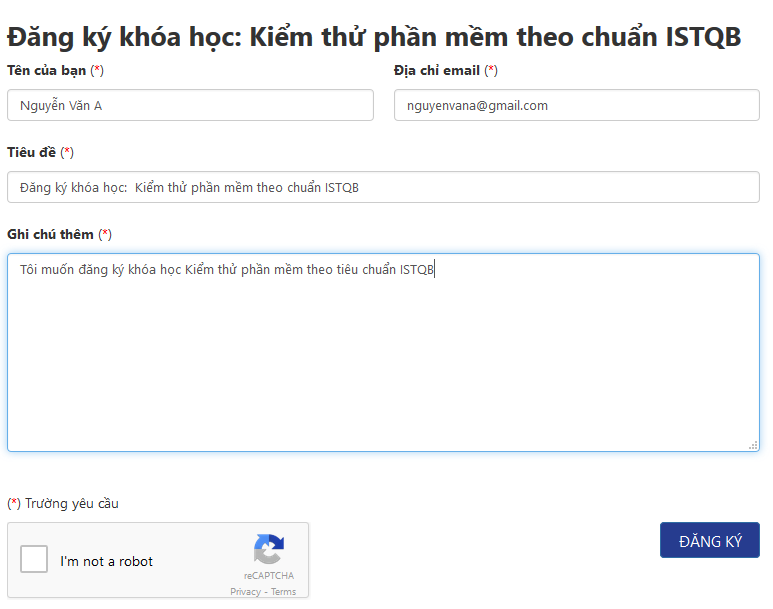 Đăng ký khóa học: Kiểm thử phần mềm theo chuẩn ISTQB
Tên của bạn (*)
Địa chỉ email (*)
Nguyễn Văn A
nguyenvana@gmail.com
Tiêu đề (*)
Đăng ký khóa học:  Kiểm thử phần mềm theo chuẩn ISTQB
Ghi chú thêm (*)
Tôi muốn đăng ký khóa học Kiểm thử phần mềm theo tiêu chuẩn ISTQB
(*) Trường yêu cầu
I'm not a robot
reCAPTCHA
Privacy - Terms
ĐĂNG KÝ